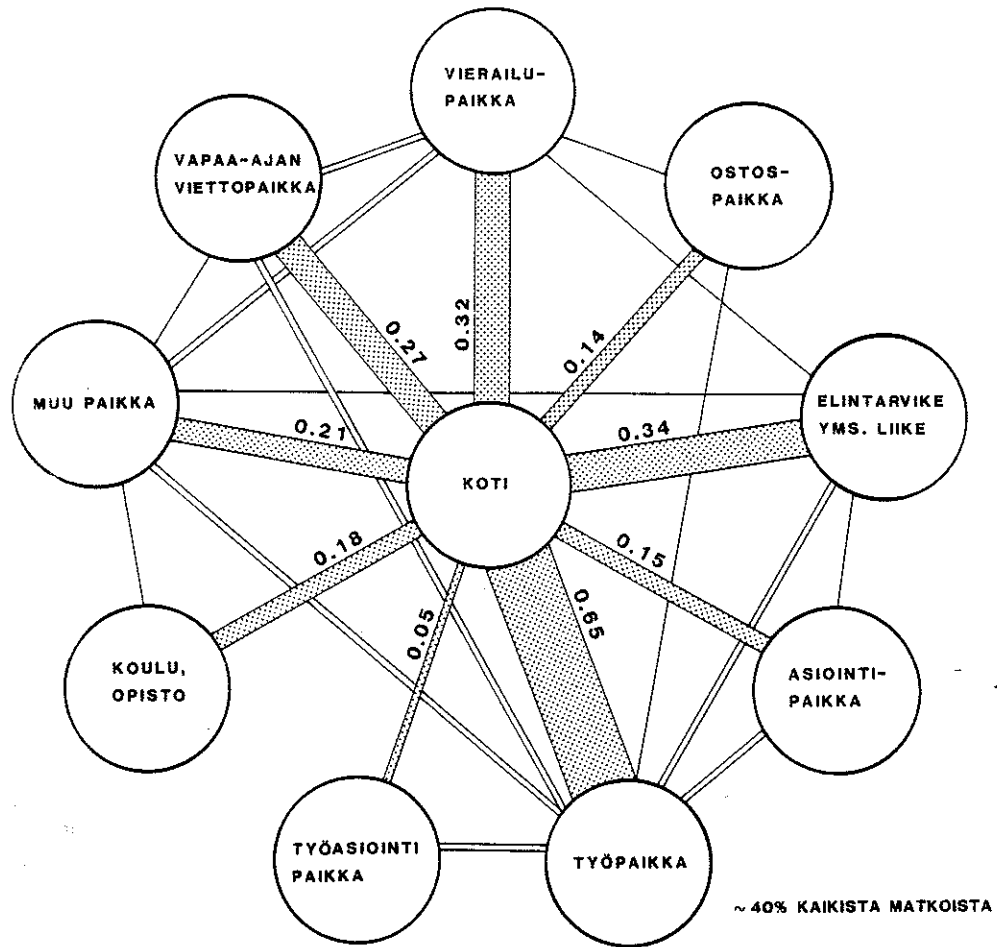 VIERAILU-
PAIKKA
VAPAA-AJAN
VIETTOPAIKKA
OSTOS-
PAIKKA
0.32
0.27
0.14
MUU PAIKKA
ELINTARVIKE
YMS. LIIKE
0.21
0.34
KOTI
0.18
0.15
0.05
0.65
KOULU,
OPISTO
ASIOINTI-
PAIKKA
TYÖASIOINTI
PAIKKA
TYÖPAIKKA
~40% KAIKISTA MATKOISTA